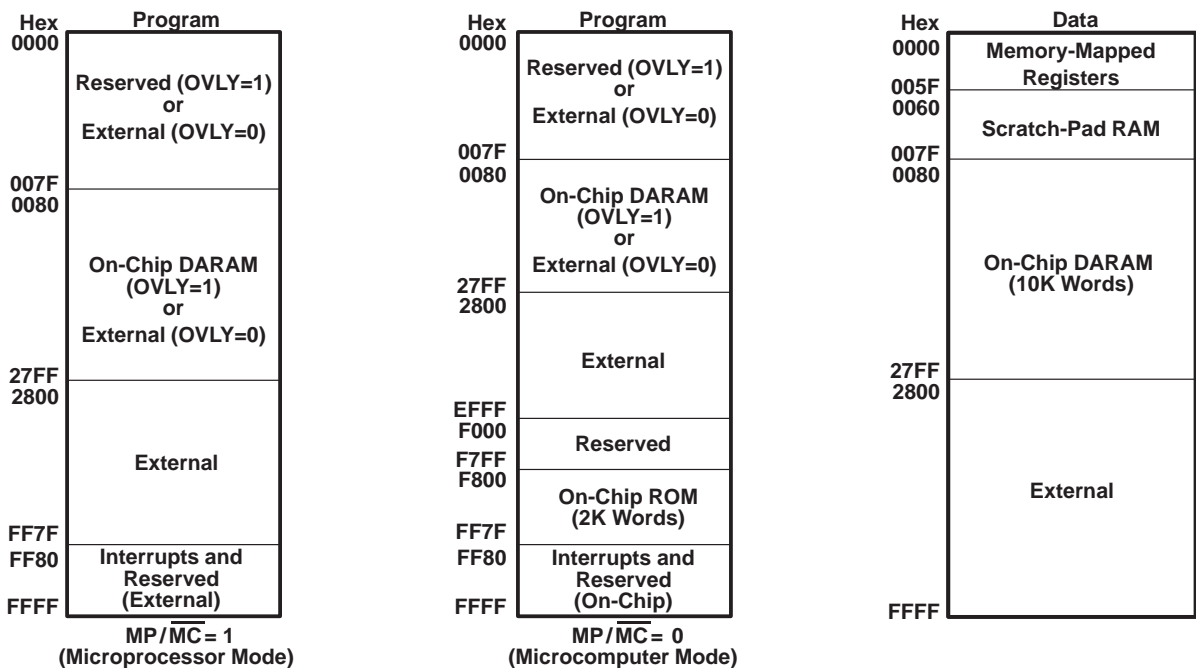 Hex
Program
0000
Reserved (OVLY=1)
or
External (OVLY=0)
007F
0080
On-Chip DARAM
(OVLY=1)
or
External (OVLY=0)
27FF
2800
External
FF7F
FF80
Interrupts and
Reserved
(External)
FFFF
MP/MC= 1
(Microprocessor Mode)
Hex
Program
0000
Reserved (OVLY=1)
or
External (OVLY=0)
007F
0080
On-Chip DARAM
(OVLY=1)
or
External (OVLY=0)
27FF
2800
External
EFFF
F000
Reserved
F7FF
F800
On-Chip ROM
(2K Words)
FF7F
FF80
Interrupts and
Reserved
(On-Chip)
FFFF
MP/MC= 0
(Microcomputer Mode)
Hex
Data
0000
Memory-Mapped
Registers
005F
0060
Scratch-Pad RAM
007F
0080
On-Chip DARAM
(10K Words)
27FF
2800
External
FFFF